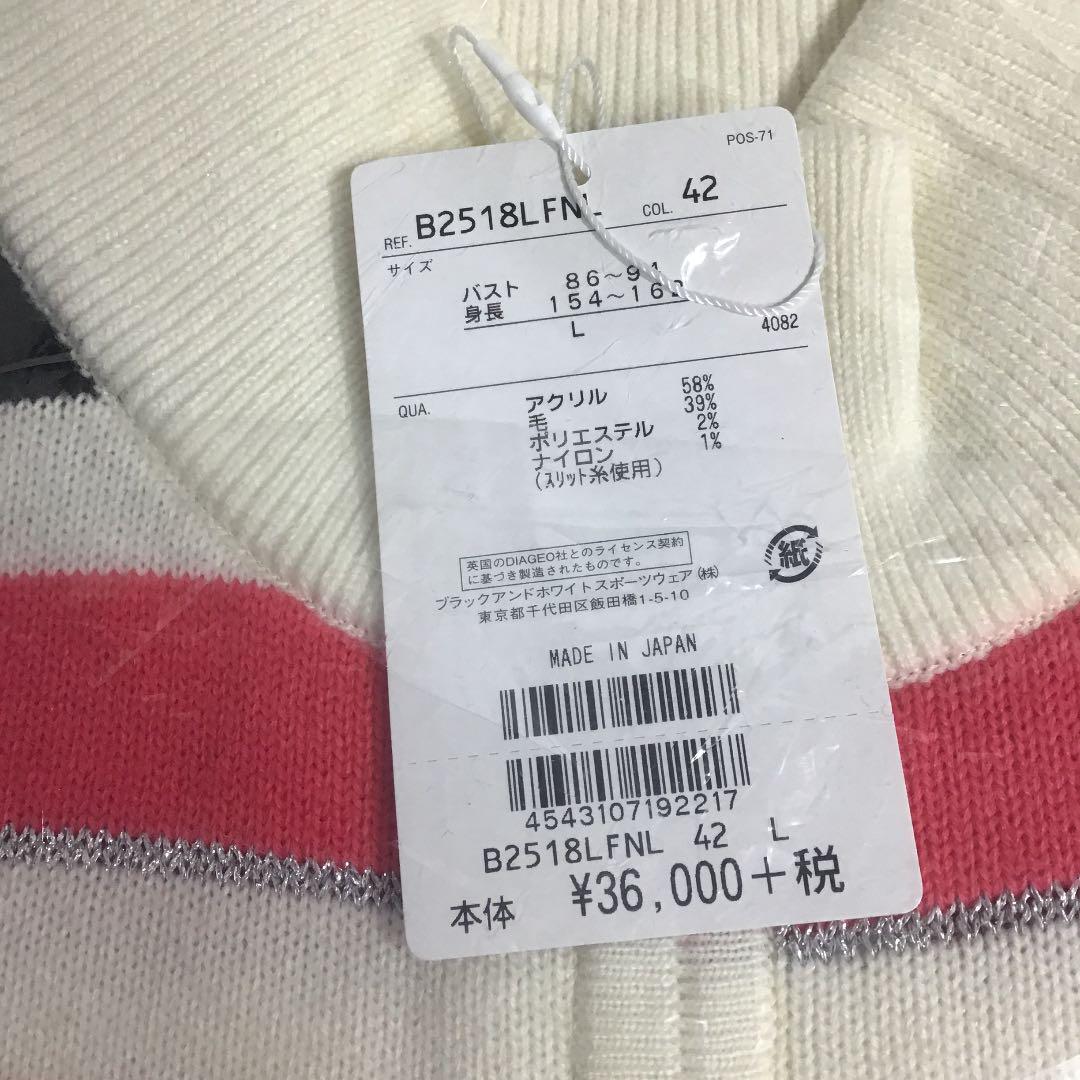 POS-71
REF. B2518LFNL COL. 42
サイズ
バスト 86～94
身長 154～162
L
4082
QUA. アクリル 58%
毛 39%
ポリエステル 2%
ナイロン 1%
(ｽﾘｯﾄ糸使用)
英国のDIAGEO社とのライセンス契約
に基づき製造されたものです。
紙
ブラックアンドホワイトスポーツウェア(株)
東京都千代田区飯田橋1-5-10
MADE IN JAPAN
4543107192217
B2518LFNL 42 L
本体 ¥36,000+税